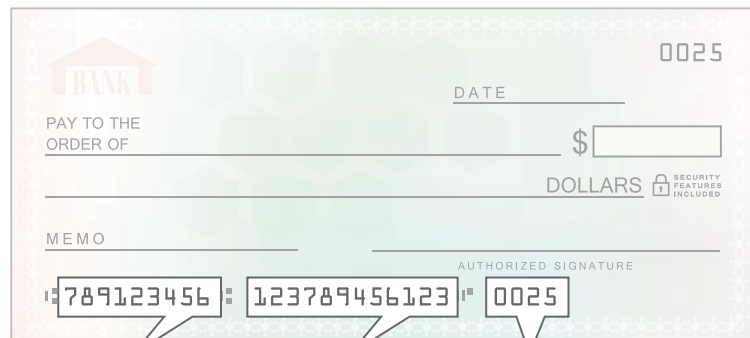 0025
BANK
DATE
PAY TO THE
ORDER OF
$
DOLLARS
SECURITY
FEATURES
INCLUDED
MEMO
AUTHORIZED SIGNATURE
⑆789123456⑆ 123789456123⑈ 0025